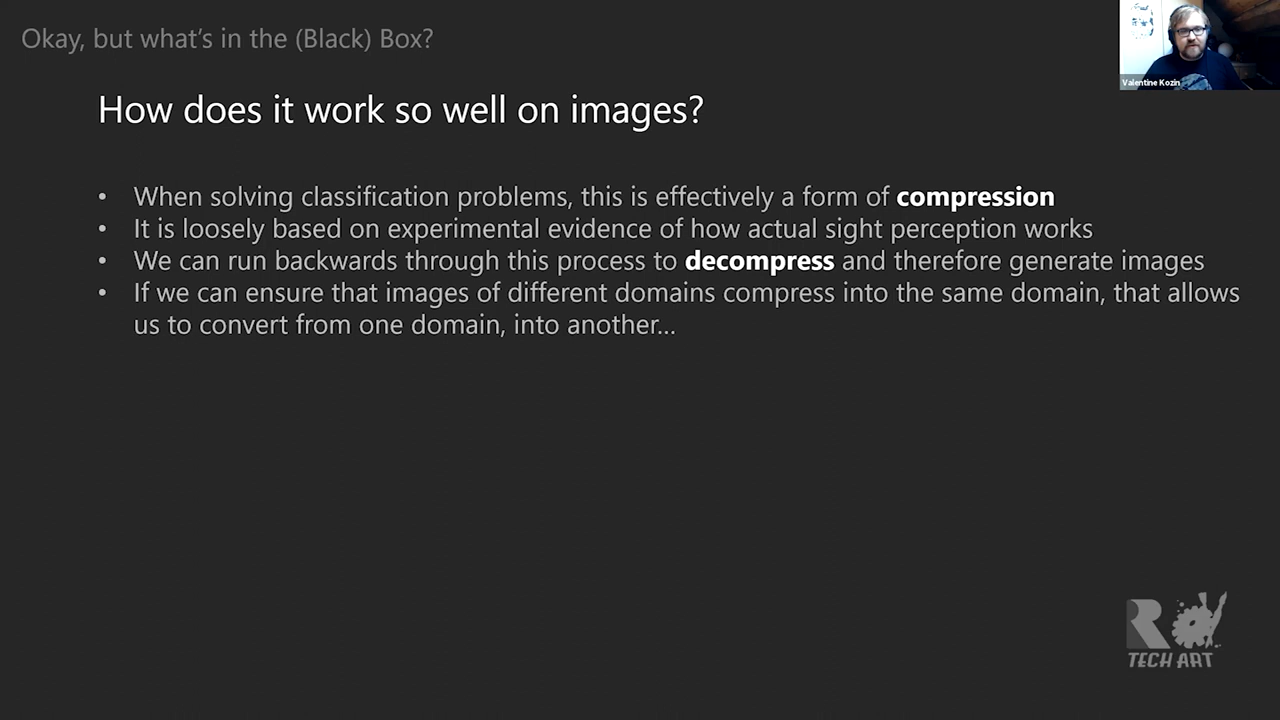 Okay, but what's in the (Black) Box?
Valentine Kozin
How does it work so well on images?
• When solving classification problems, this is effectively a form of compression
• It is loosely based on experimental evidence of how actual sight perception works
• We can run backwards through this process to decompress and therefore generate images
• If we can ensure that images of different domains compress into the same domain, that allows
us to convert from one domain, into another…
R
TECH ART